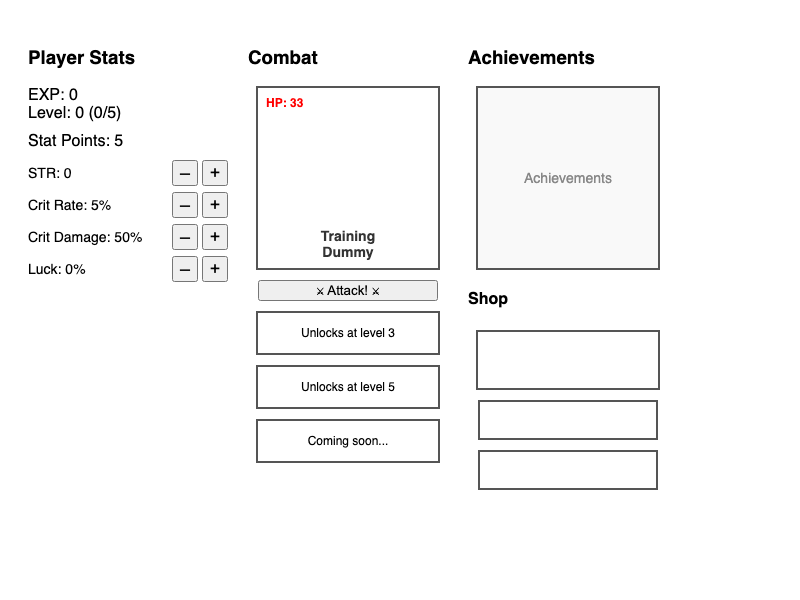 Player Stats
EXP: 0
Level: 0 (0/5)
Stat Points: 5
STR: 0
–
+
Crit Rate: 5%
–
+
Crit Damage: 50%
–
+
Luck: 0%
–
+
Combat
HP: 33
Training
Dummy
⚔ Attack! ⚔
Unlocks at level 3
Unlocks at level 5
Coming soon...
Achievements
Achievements
Shop